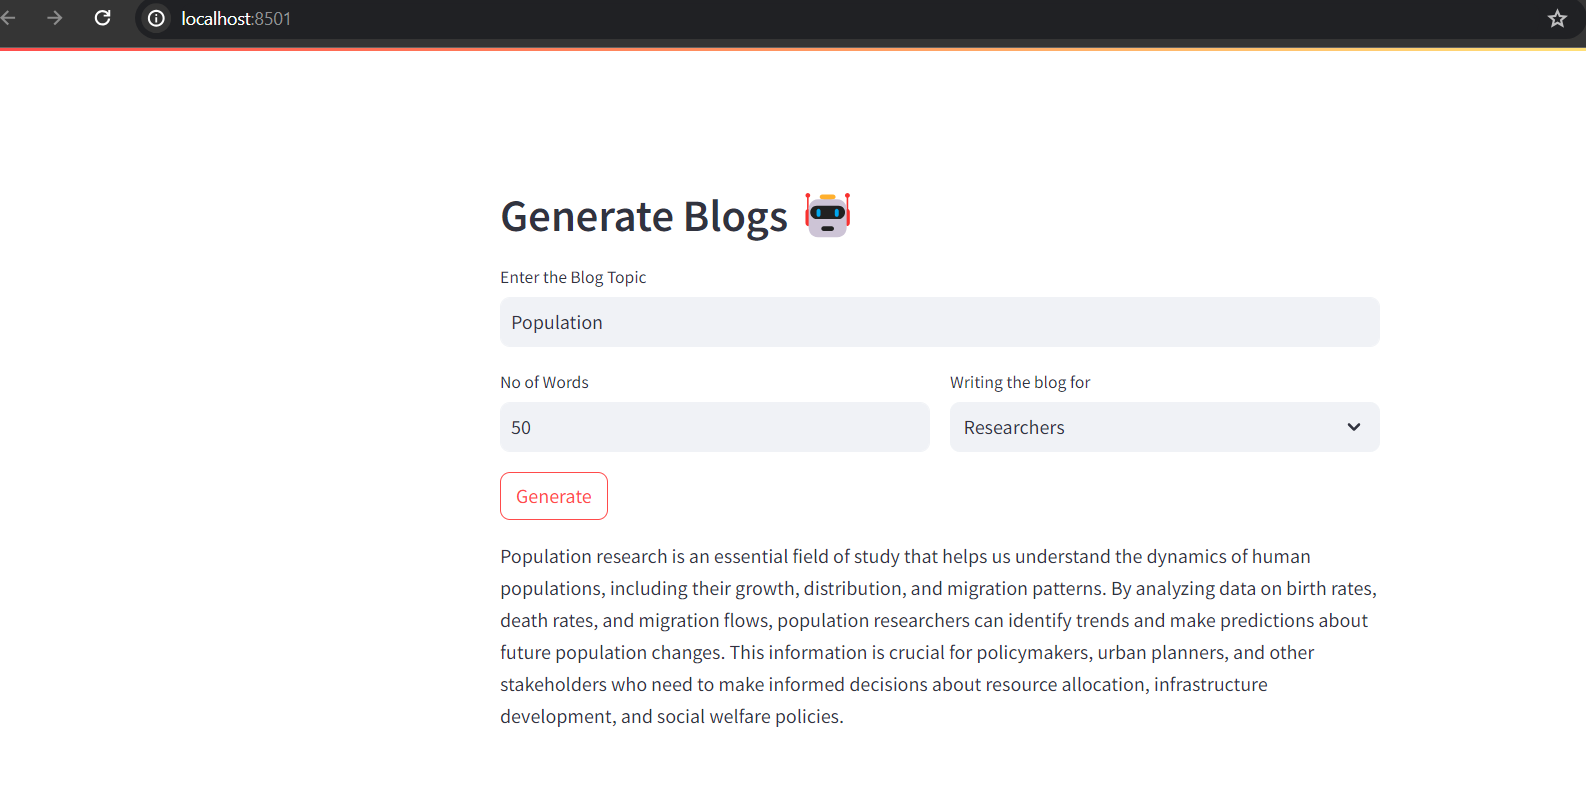 localhost:8501
Generate Blogs
Enter the Blog Topic
Population
No of Words
Writing the blog for
50
Researchers
Generate
Population research is an essential field of study that helps us understand the dynamics of human
populations, including their growth, distribution, and migration patterns. By analyzing data on birth rates,
death rates, and migration flows, population researchers can identify trends and make predictions about
future population changes. This information is crucial for policymakers, urban planners, and other
stakeholders who need to make informed decisions about resource allocation, infrastructure
development, and social welfare policies.